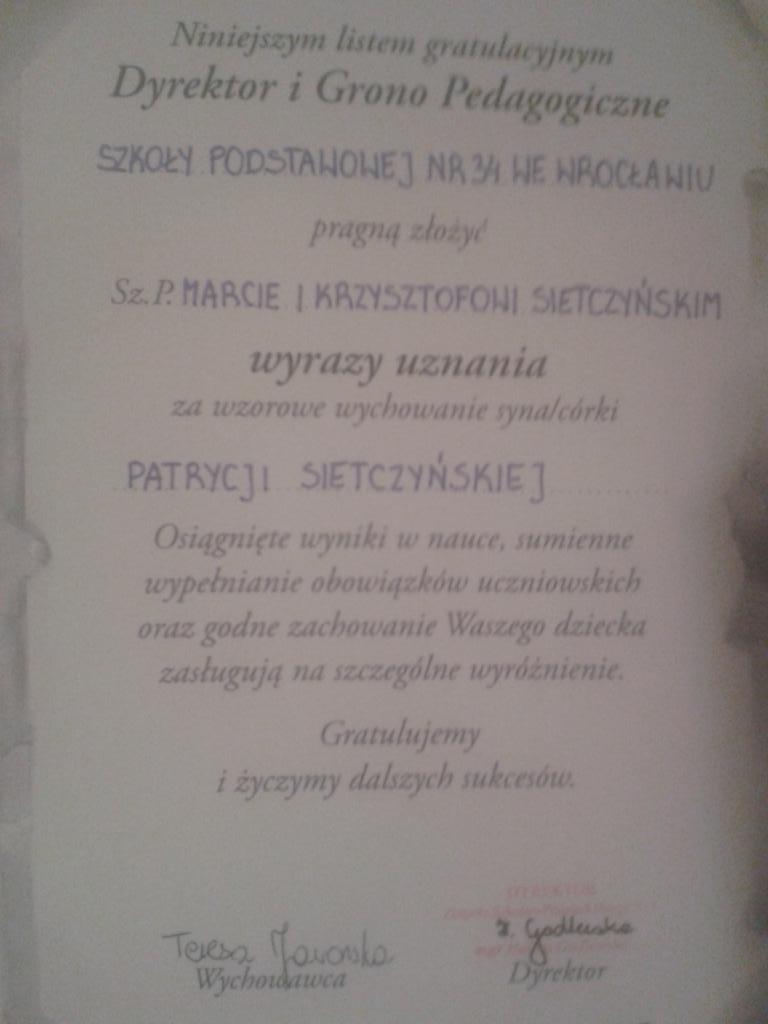 Niniejszym listem gratulacyjnym
Dyrektor i Grono Pedagogiczne
SZKOŁY PODSTAWOWEJ NR 34 WE WROCŁAWIU
pragną złożyć
Sz.P. MARCIE I KRZYSZTOFOWI SIETCZYŃSKIM
wyrazy uznania
za wzorowe wychowanie syna/córki
PATRYCJI SIETCZYŃSKIEJ
Osiągnięte wyniki w nauce, sumienne
wypełnianie obowiązków uczniowskich
oraz godne zachowanie Waszego dziecka
zasługują na szczególne wyróżnienie.
Gratulujemy
i życzymy dalszych sukcesów.
DYREKTOR
Teresa
Wychowawca
Dyrektor